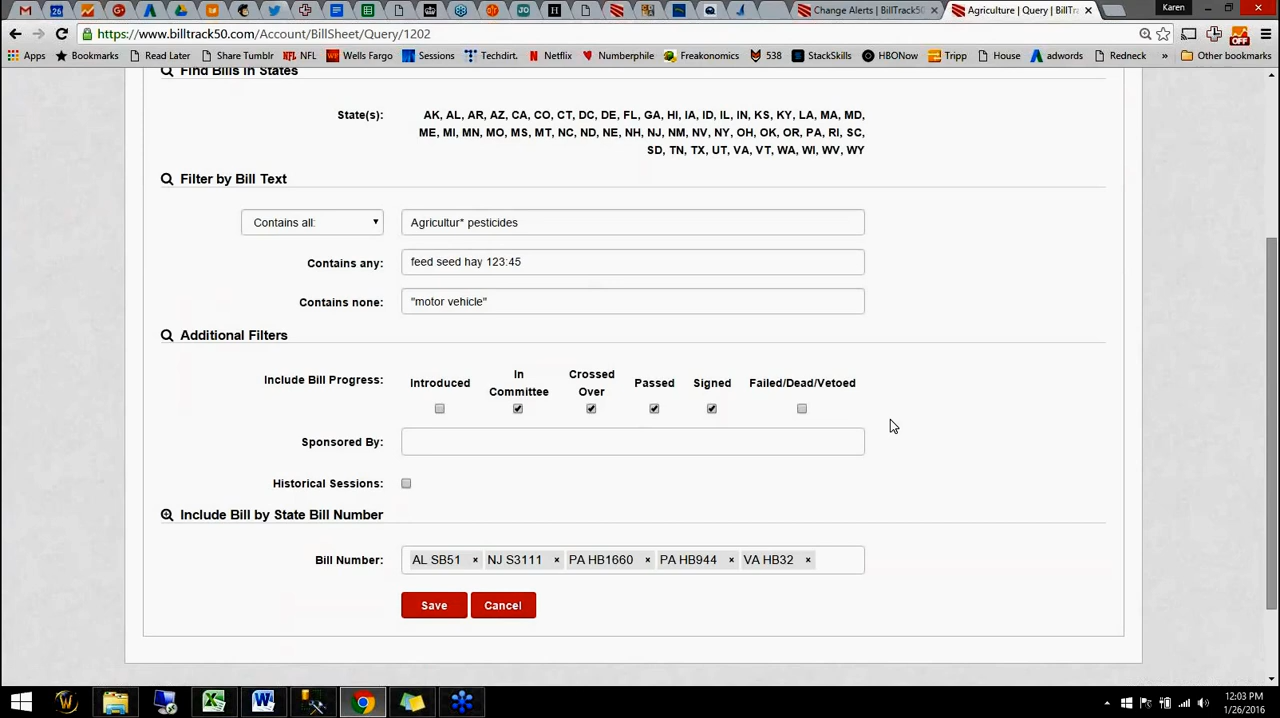 Change Alerts | BillTrack50
Agriculture | Query | BillTr
Karen
https://www.billtrack50.com/Account/BillSheet/Query/1202
OFF
Apps
Bookmarks
Read Later
Share Tumblr
NFL
Wells Fargo
Sessions
Techdirt.
Netflix
Numberphile
Freakonomics
538
StackSkills
HBONow
Tripp
House
adwords
Redneck
»
Other bookmarks
Find Bills in States
State(s):
AK, AL, AR, AZ, CA, CO, CT, DC, DE, FL, GA, HI, IA, ID, IL, IN, KS, KY, LA, MA, MD,
ME, MI, MN, MO, MS, MT, NC, ND, NE, NH, NJ, NM, NV, NY, OH, OK, OR, PA, RI, SC,
SD, TN, TX, UT, VA, VT, WA, WI, WV, WY
Filter by Bill Text
Contains all:
Agricultur* pesticides
Contains any:
feed seed hay 123:45
Contains none:
"motor vehicle"
Additional Filters
Include Bill Progress:
Introduced
In
Committee
Crossed
Over
Passed
Signed
Failed/Dead/Vetoed
Sponsored By:
Historical Sessions:
Include Bill by State Bill Number
Bill Number:
AL SB51 × NJ S3111 × PA HB1660 × PA HB944 × VA HB32 ×
Save
Cancel
12:03 PM
1/26/2016